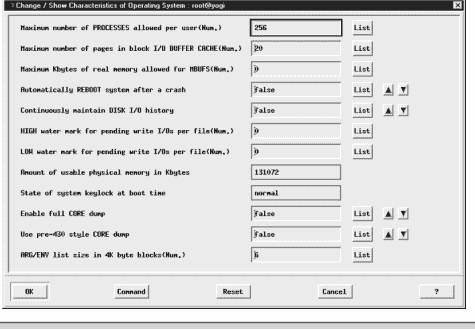 Change / Show Characteristics of Operating System : root@yogi
Maximum number of PROCESSES allowed per user(Num.) 256 List
Maximum number of pages in block I/O BUFFER CACHE(Num.) 20 List
Maximum Kbytes of real memory allowed for MBUFS(Num.) 0 List
Automatically REBOOT system after a crash false List
Continuously maintain DISK I/O history false List
HIGH water mark for pending write I/Os per file(Num.) 0 List
LOW water mark for pending write I/Os per file(Num.) 0 List
Amount of usable physical memory in Kbytes 131072
State of system keylock at boot time normal
Enable full CORE dump false List
Use pre-430 style CORE dump false List
ARG/ENV list size in 4K byte blocks(Num.) 6 List
OK Command Reset Cancel ?